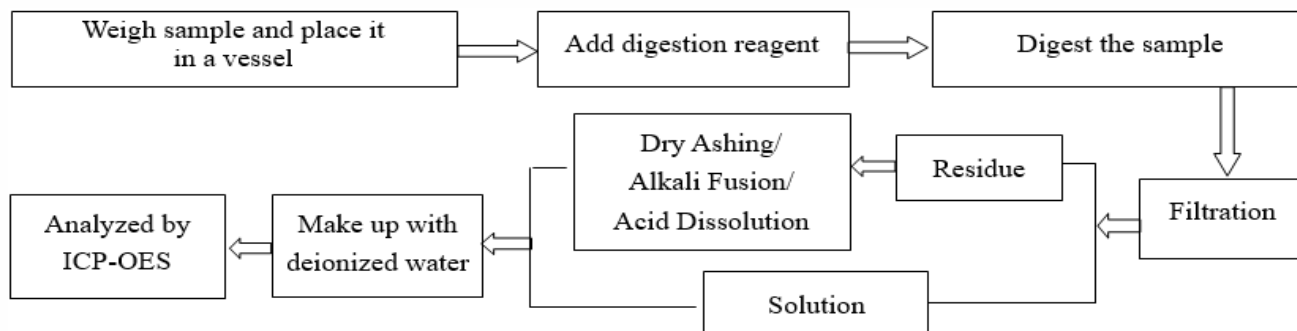 Weigh sample and place it
in a vessel
Add digestion reagent
Digest the sample
Filtration
Residue
Dry Ashing/
Alkali Fusion/
Acid Dissolution
Solution
Make up with
deionized water
Analyzed by
ICP-OES